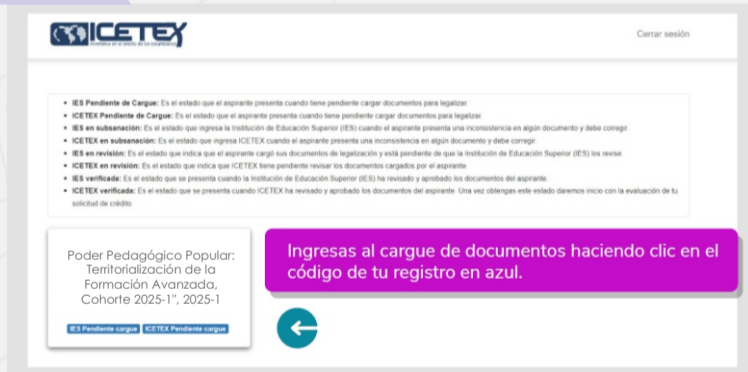 ICETEX
Cerrar sesión
• IES Pendiente de Cargue: Es el estado que el aspirante presenta cuando tiene pendiente cargar documentos para legalizar.
• ICETEX Pendiente de Cargue: Es el estado que el aspirante presenta cuando tiene pendiente cargar documentos para legalizar.
• IES en subsanación: Es el estado que ingresa la Institución de Educación Superior (IES) cuando el aspirante presenta una inconsistencia en algún documento y debe corregir.
• ICETEX en subsanación: Es el estado que ingresa ICETEX cuando el aspirante presenta una inconsistencia en algún documento y debe corregir.
• IES en revisión: Es el estado que indica que el aspirante cargó sus documentos de legalización y está pendiente de que la Institución de Educación Superior (IES) los revise.
• ICETEX en revisión: Es el estado que indica que ICETEX tiene pendiente revisar los documentos cargados por el aspirante.
• IES verificada: Es el estado que se presenta cuando la Institución de Educación Superior (IES) ha revisado y aprobado los documentos del aspirante.
• ICETEX verificada: Es el estado que se presenta cuando ICETEX ha revisado y aprobado los documentos del aspirante. Una vez obtengas este estado daremos inicio con la evaluación de tu
solicitud de crédito
Poder Pedagógico Popular:
Territorialización de la
Formación Avanzada,
Cohorte 2025-1", 2025-1
IES Pendiente cargue ICETEX Pendiente cargue
Ingresas al cargue de documentos haciendo clic en el
código de tu registro en azul.